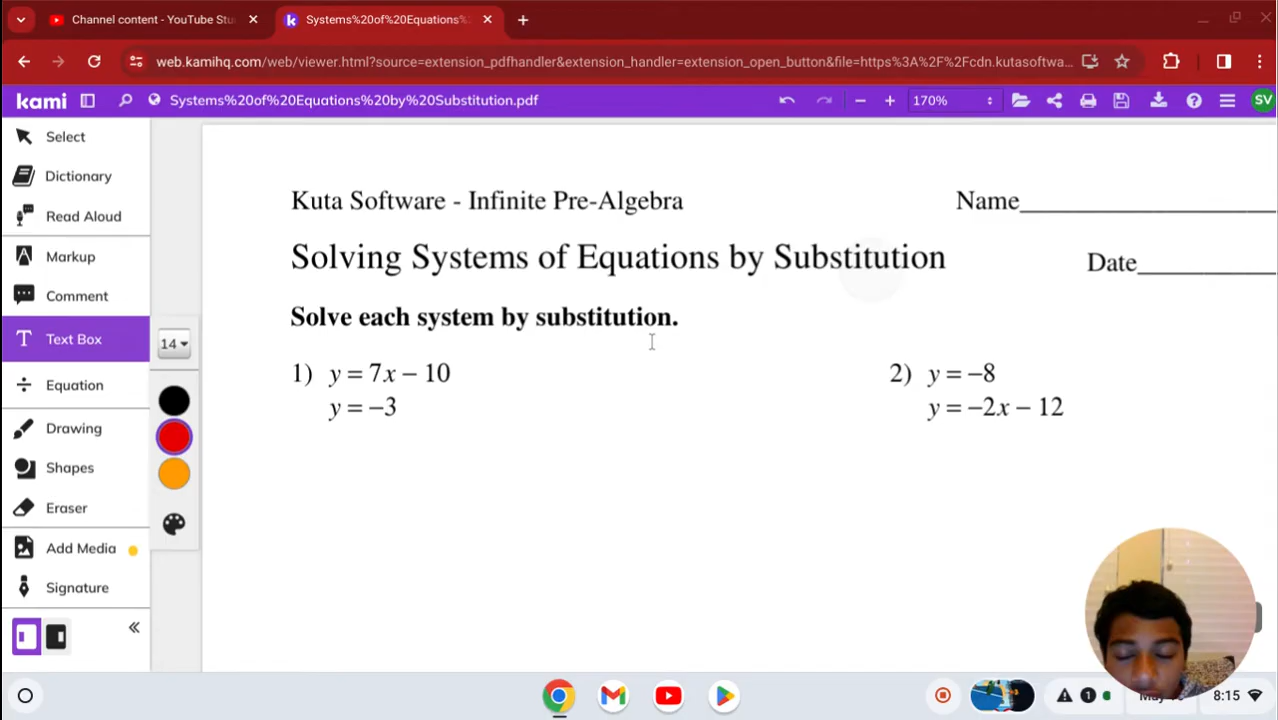 Channel content - YouTube Stu
Systems%20of%20Equations%
web.kamihq.com/web/viewer.html?source=extension_pdfhandler&extension_handler=extension_open_button&file=https%3A%2F%2Fcdn.kutasoftwa...
kami
Systems%20of%20Equations%20by%20Substitution.pdf
170%
SV
Select
Dictionary
Read Aloud
Markup
Comment
Text Box
14
Equation
Drawing
Shapes
Eraser
Add Media
Signature
Kuta Software - Infinite Pre-Algebra
Name
Solving Systems of Equations by Substitution
Date
Solve each system by substitution.
1) y = 7x − 10
y = −3
2) y = −8
y = −2x − 12
1
8:15